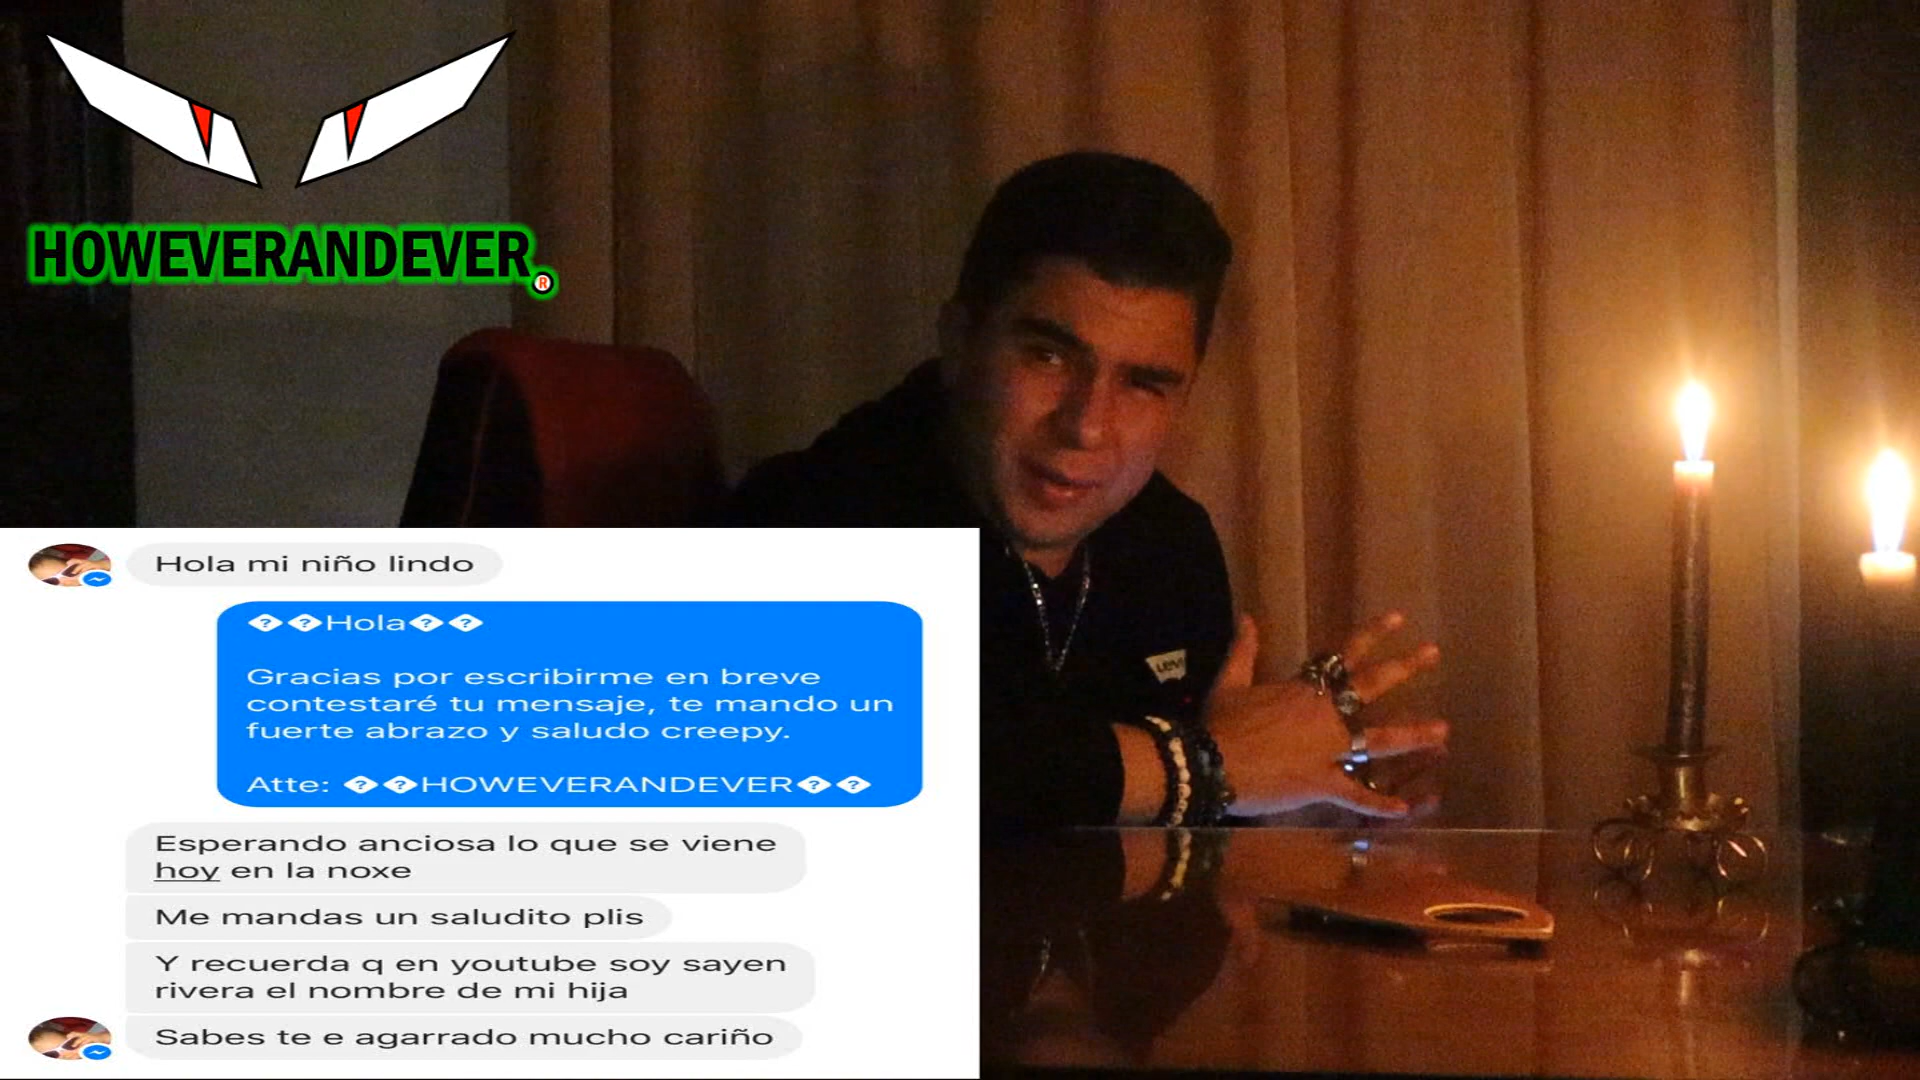 HOWEVERANDEVER
®
Hola mi niño lindo
��Hola��
Gracias por escribirme en breve
contestaré tu mensaje, te mando un
fuerte abrazo y saludo creepy.
Atte: ��HOWEVERANDEVER��
Esperando anciosa lo que se viene
hoy en la noxe
Me mandas un saludito plis
Y recuerda q en youtube soy sayen
rivera el nombre de mi hija
Sabes te e agarrado mucho cariño
Levi